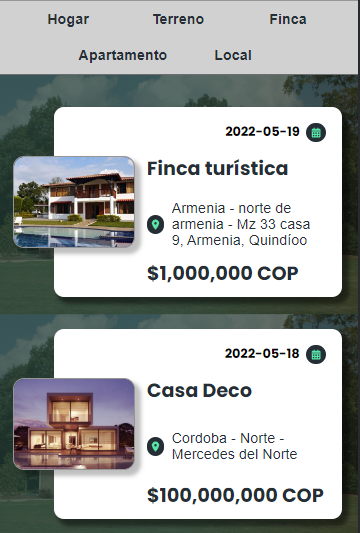 Hogar Terreno Finca
Apartamento Local
2022-05-19
Finca turística
Armenia - norte de
armenia - Mz 33 casa
9, Armenia, Quindíoo
$1,000,000 COP
2022-05-18
Casa Deco
Cordoba - Norte -
Mercedes del Norte
$100,000,000 COP